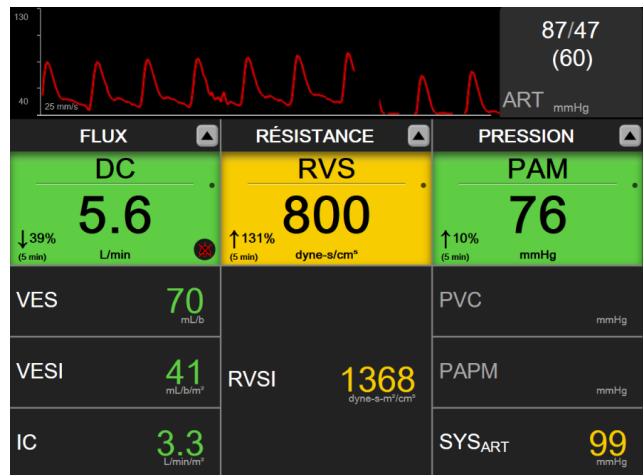 130
40
25 mm/s
87/47
(60)
ART mmHg
FLUX
RÉSISTANCE
PRESSION
DC
5.6
↓39%
(5 min)
L/min
RVS
800
↑131%
(5 min)
dyne-s/cm⁵
PAM
76
↑10%
(5 min)
mmHg
VES 70
mL/b
VESI 41
mL/b/m²
IC 3.3
L/min/m²
RVSI 1368
dyne-s-m²/cm⁵
PVC
mmHg
PAPM
mmHg
SYSART 99
mmHg